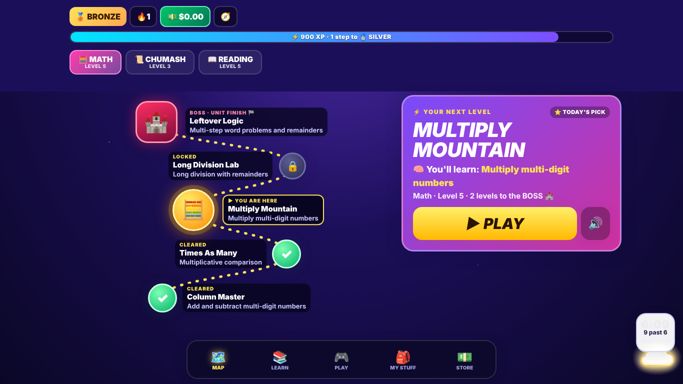 BRONZE
1
$0.00
900 XP · 1 step to SILVER
MATH
LEVEL 5
CHUMASH
LEVEL 3
READING
LEVEL 5
BOSS · UNIT FINISH
Leftover Logic
Multi-step word problems and remainders
LOCKED
Long Division Lab
Long division with remainders
▶ YOU ARE HERE
Multiply Mountain
Multiply multi-digit numbers
CLEARED
Times As Many
Multiplicative comparison
CLEARED
Column Master
Add and subtract multi-digit numbers
YOUR NEXT LEVEL
TODAY'S PICK
MULTIPLY
MOUNTAIN
You'll learn: Multiply multi-digit
numbers
Math · Level 5 · 2 levels to the BOSS
▶ PLAY
MAP
LEARN
PLAY
MY STUFF
STORE
9 past 6